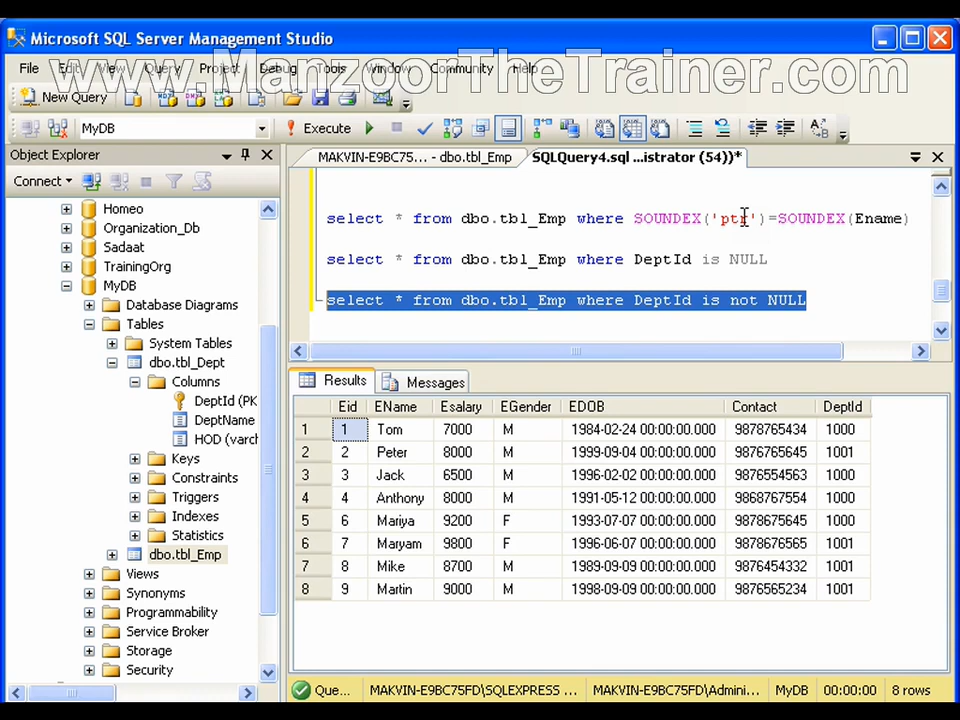 Microsoft SQL Server Management Studio
www.ManzoorTheTrainer.com
File Edit View Query Project Debug Tools Window Community Help
New Query
MyDB Execute
Object Explorer
MAKVIN-E9BC75... - dbo.tbl_Emp SQLQuery4.sql ...istrator (54))*
Connect
Homeo
Organization_Db
Sadaat
TrainingOrg
MyDB
Database Diagrams
Tables
System Tables
dbo.tbl_Dept
Columns
DeptId (PK
DeptName
HOD (varch
Keys
Constraints
Triggers
Indexes
Statistics
dbo.tbl_Emp
Views
Synonyms
Programmability
Service Broker
Storage
Security
select * from dbo.tbl_Emp where SOUNDEX('ptr')=SOUNDEX(Ename)
select * from dbo.tbl_Emp where DeptId is NULL
select * from dbo.tbl_Emp where DeptId is not NULL
Results Messages
Eid EName Esalary EGender EDOB Contact DeptId
1 1 Tom 7000 M 1984-02-24 00:00:00.000 9878765434 1000
2 2 Peter 8000 M 1999-09-04 00:00:00.000 9876765645 1001
3 3 Jack 6500 M 1996-02-02 00:00:00.000 9876554563 1000
4 4 Anthony 8000 M 1991-05-12 00:00:00.000 9868767554 1000
5 6 Mariya 9200 F 1993-07-07 00:00:00.000 9878675645 1000
6 7 Maryam 9800 F 1996-06-07 00:00:00.000 9878676565 1001
7 8 Mike 8700 M 1989-09-09 00:00:00.000 9876454332 1001
8 9 Martin 9000 M 1998-09-09 00:00:00.000 9876565234 1001
Que... MAKVIN-E9BC75FD\SQLEXPRESS ... MAKVIN-E9BC75FD\Admini... MyDB 00:00:00 8 rows